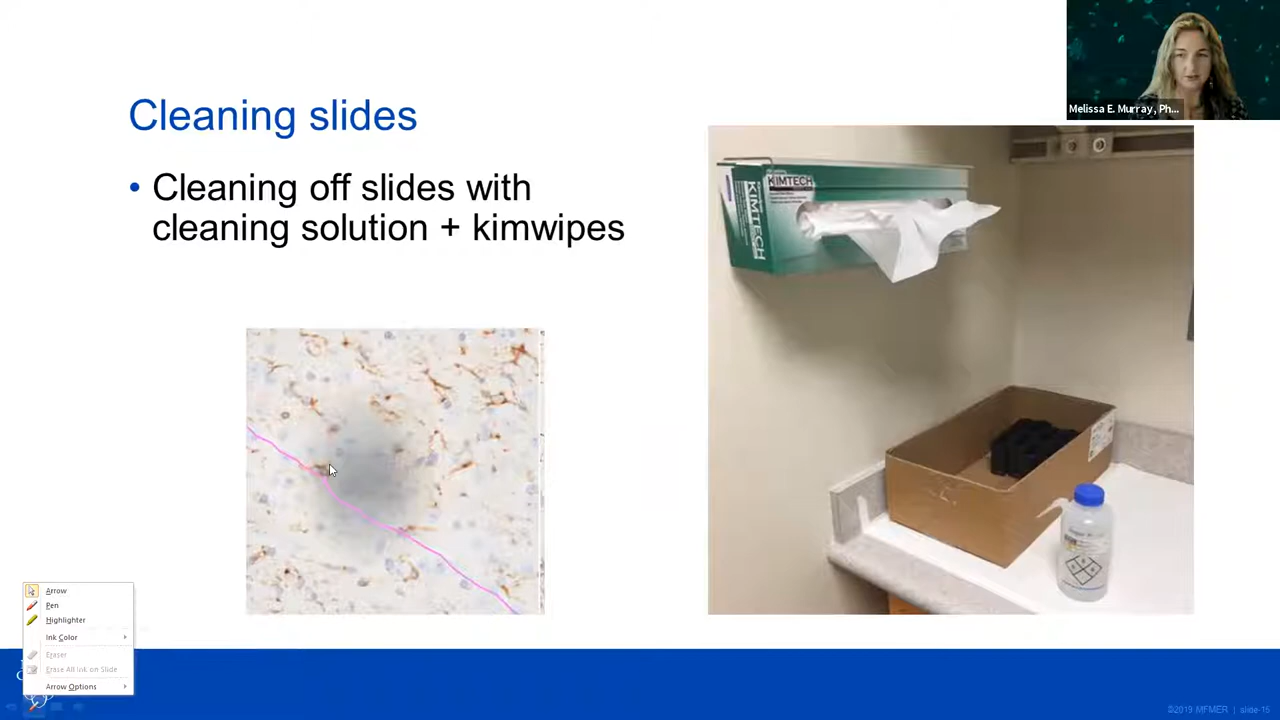 Melissa E. Murray, Ph...
Cleaning slides
• Cleaning off slides with
cleaning solution + kimwipes
KIMTECH
KIMTECH
Arrow
Pen
Highlighter
Ink Color
Eraser
Erase All Ink on Slide
Arrow Options
©2019 MFMER | slide-15